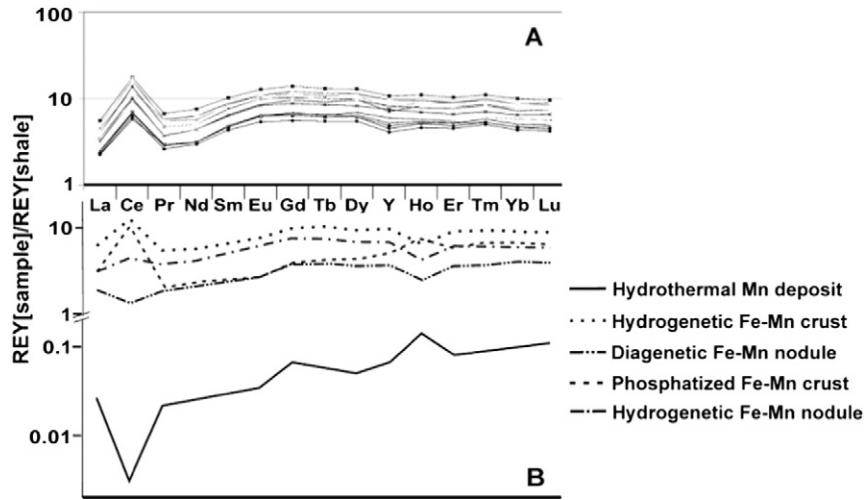 100
A
10
1
La Ce Pr Nd Sm Eu Gd Tb Dy Y Ho Er Tm Yb Lu
REY[sample]/REY[shale]
10
1
0.1
0.01
B
Hydrothermal Mn deposit
Hydrogenetic Fe-Mn crust
Diagenetic Fe-Mn nodule
Phosphatized Fe-Mn crust
Hydrogenetic Fe-Mn nodule